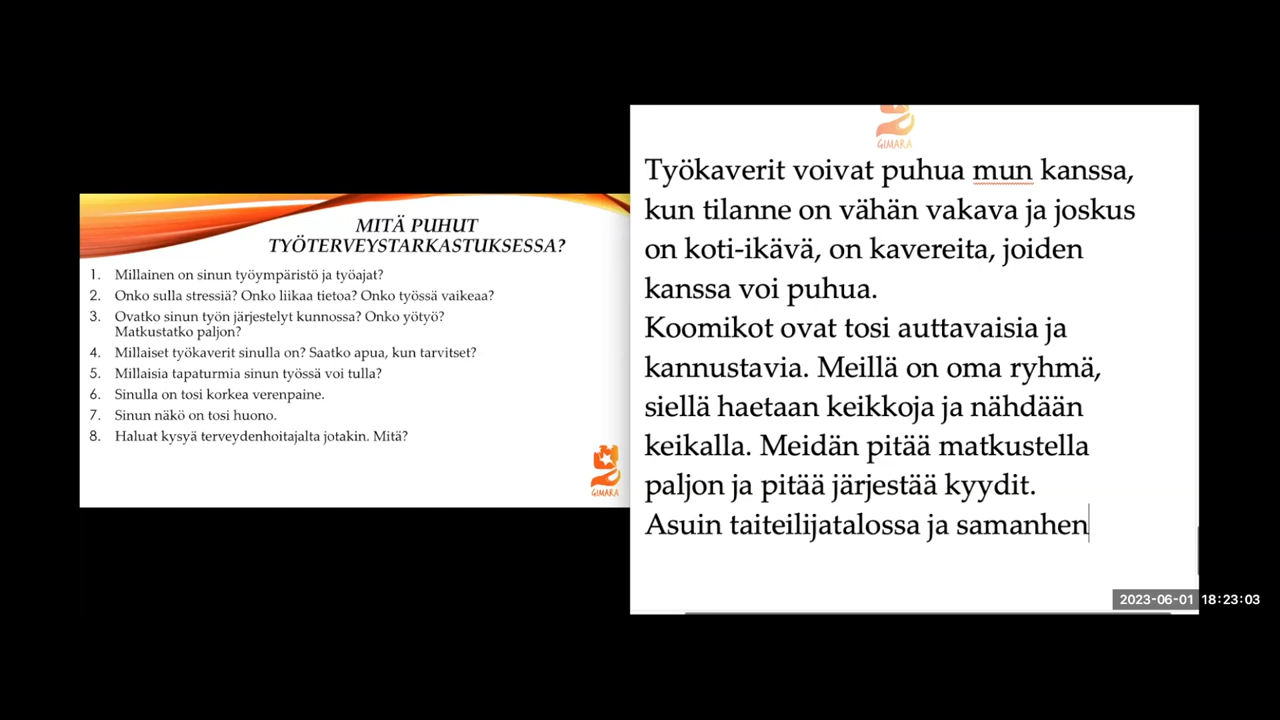 MITÄ PUHUT
TYÖTERVEYSTARKASTUKSESSA?
1. Millainen on sinun työympäristö ja työajat?
2. Onko sulla stressiä? Onko liikaa tietoa? Onko työssä vaikeaa?
3. Ovatko sinun työn järjestelyt kunnossa? Onko yötyö?
Matkustatko paljon?
4. Millaiset työkaverit sinulla on? Saatko apua, kun tarvitset?
5. Millaisia tapaturmia sinun työssä voi tulla?
6. Sinulla on tosi korkea verenpaine.
7. Sinun näkö on tosi huono.
8. Haluat kysyä terveydenhoitajalta jotakin. Mitä?
GIMARA
GIMARA
Työkaverit voivat puhua mun kanssa,
kun tilanne on vähän vakava ja joskus
on koti-ikävä, on kavereita, joiden
kanssa voi puhua.
Koomikot ovat tosi auttavaisia ja
kannustavia. Meillä on oma ryhmä,
siellä haetaan keikkoja ja nähdään
keikalla. Meidän pitää matkustella
paljon ja pitää järjestää kyydit.
Asuin taiteilijatalossa ja samanhen
2023-06-01 18:23:03